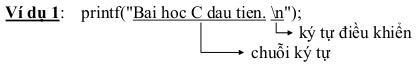 Ví dụ 1: printf("Bai hoc C dau tien. \n");
ký tự điều khiển
chuỗi ký tự